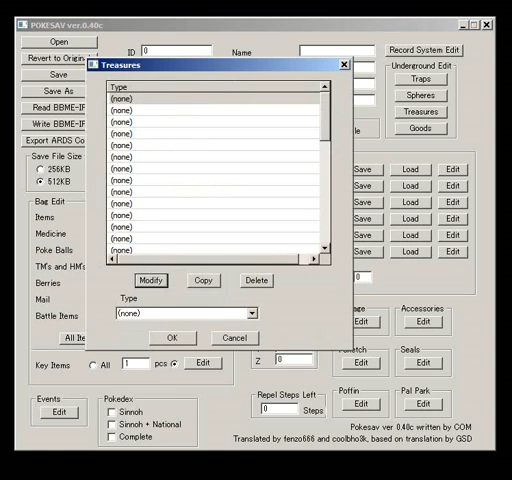 POKESAV ver.0.40c
Open
ID 0 Name
Record System Edit
Revert to Origin
Treasures
Underground Edit
Save
Type
Traps
Save As
(none)
Spheres
Read BBME-IF
(none)
Treasures
Write BBME-IF
(none)
Goods
Export ARDS Co
(none)
le
Save File Size
(none)
256KB
(none)
Save Load Edit
512KB
(none)
Save Load Edit
Bag Edit
(none)
Save Load Edit
Items
(none)
Save Load Edit
Medicine
(none)
Save Load Edit
Poke Balls
(none)
Save Load Edit
TM's and HM's
(none)
Berries
(none)
Modify Copy Delete
0
Mail
Type
Battle Items
(none)
Accessories
Edit Edit
All Ite
OK Cancel
Key Items All 1 pcs Edit
Z 0
Seals
Edit Edit
Events
Edit
Pokedex
Sinnoh
Sinnoh + National
Complete
Repel Steps Left
0 Steps
Poffin
Edit
Pal Park
Edit
Pokesav ver 0.40c written by COM
Translated by fenzo666 and coolbho3k, based on translation by GSD